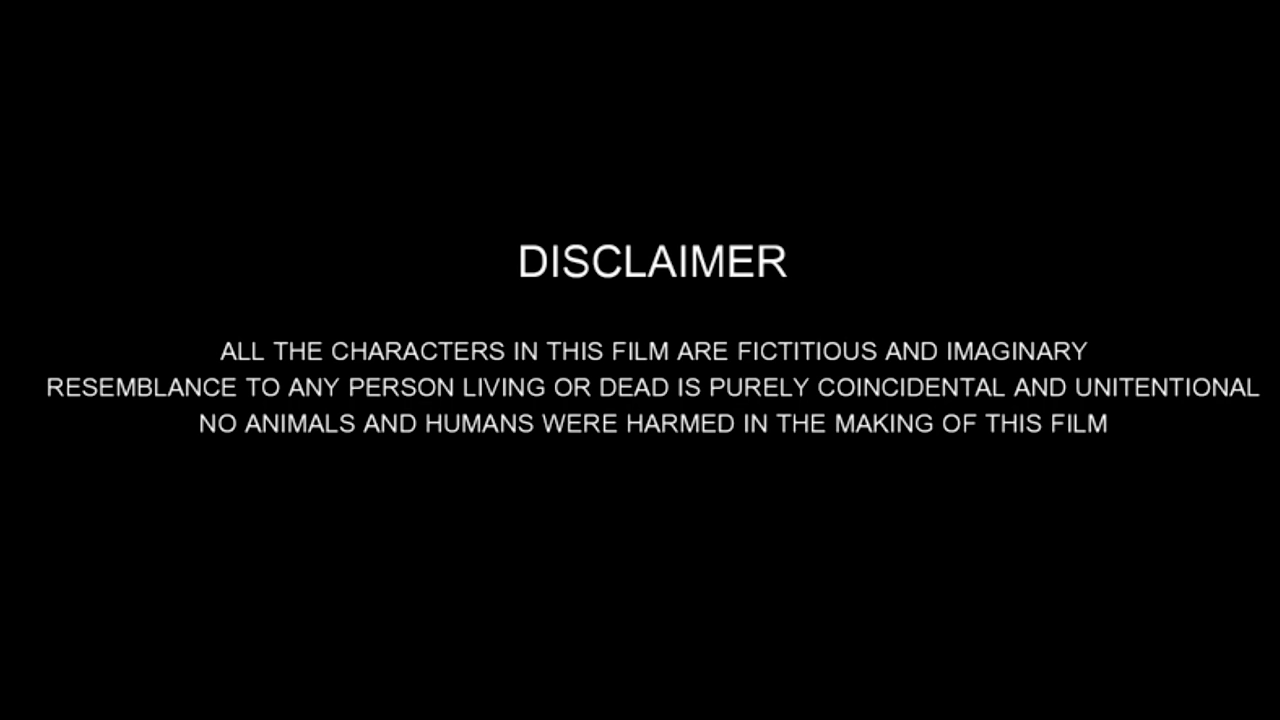 DISCLAIMER
ALL THE CHARACTERS IN THIS FILM ARE FICTITIOUS AND IMAGINARY
RESEMBLANCE TO ANY PERSON LIVING OR DEAD IS PURELY COINCIDENTAL AND UNITENTIONAL
NO ANIMALS AND HUMANS WERE HARMED IN THE MAKING OF THIS FILM